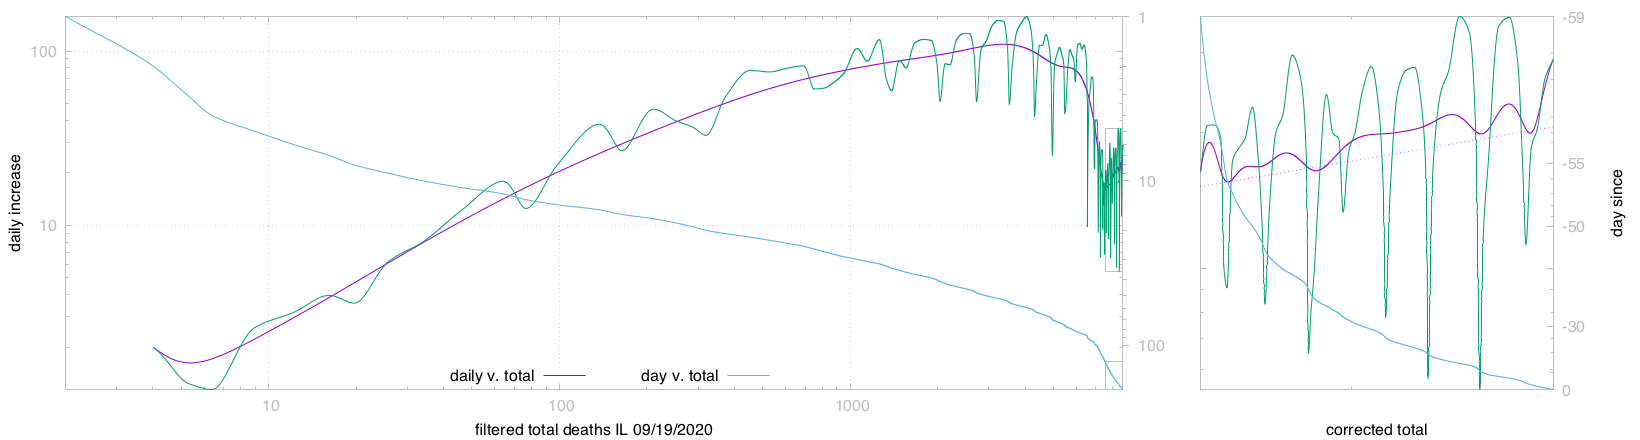 100
10
daily increase
10
100
1000
filtered total deaths IL 09/19/2020
daily v. total
day v. total
1
10
100
-59
-55
-50
-30
0
day since
corrected total